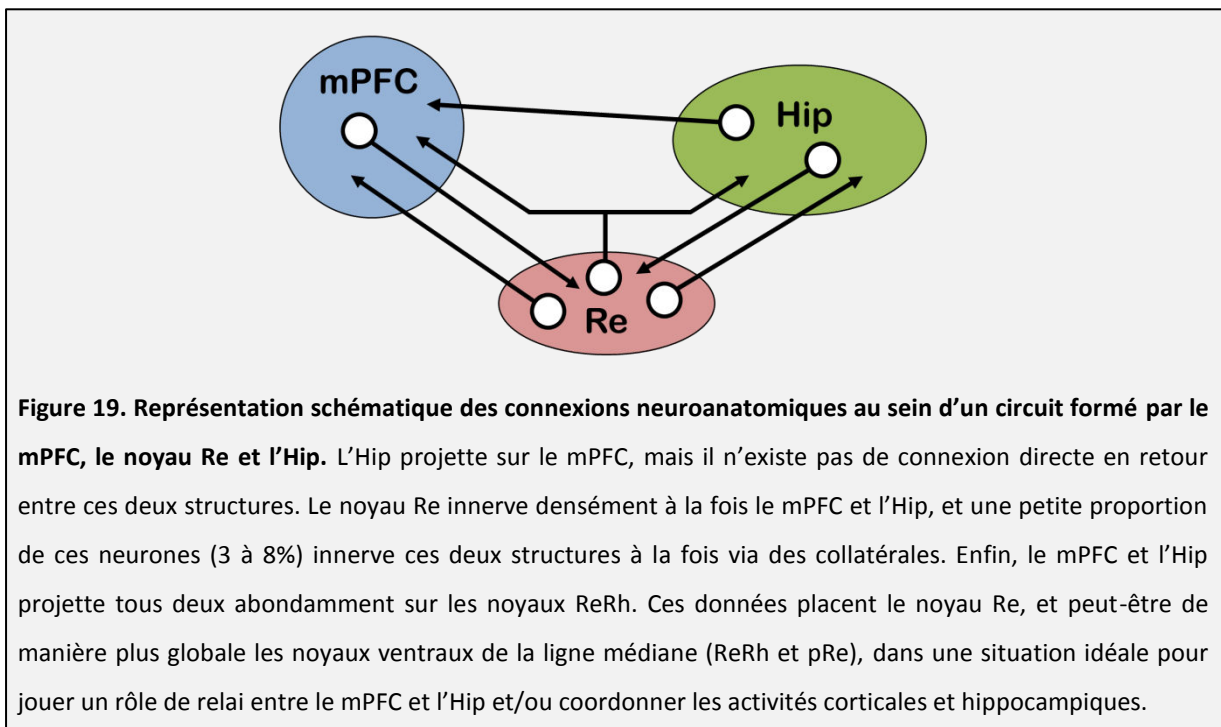 mPFC
Hip
Re
Figure 19. Représentation schématique des connexions neuroanatomiques au sein d’un circuit formé par le
mPFC, le noyau Re et l’Hip. L’Hip projette sur le mPFC, mais il n’existe pas de connexion directe en retour
entre ces deux structures. Le noyau Re innerve densément à la fois le mPFC et l’Hip, et une petite proportion
de ces neurones (3 à 8%) innerve ces deux structures à la fois via des collatérales. Enfin, le mPFC et l’Hip
projette tous deux abondamment sur les noyaux ReRh. Ces données placent le noyau Re, et peut-être de
manière plus globale les noyaux ventraux de la ligne médiane (ReRh et pRe), dans une situation idéale pour
jouer un rôle de relai entre le mPFC et l’Hip et/ou coordonner les activités corticales et hippocampiques.